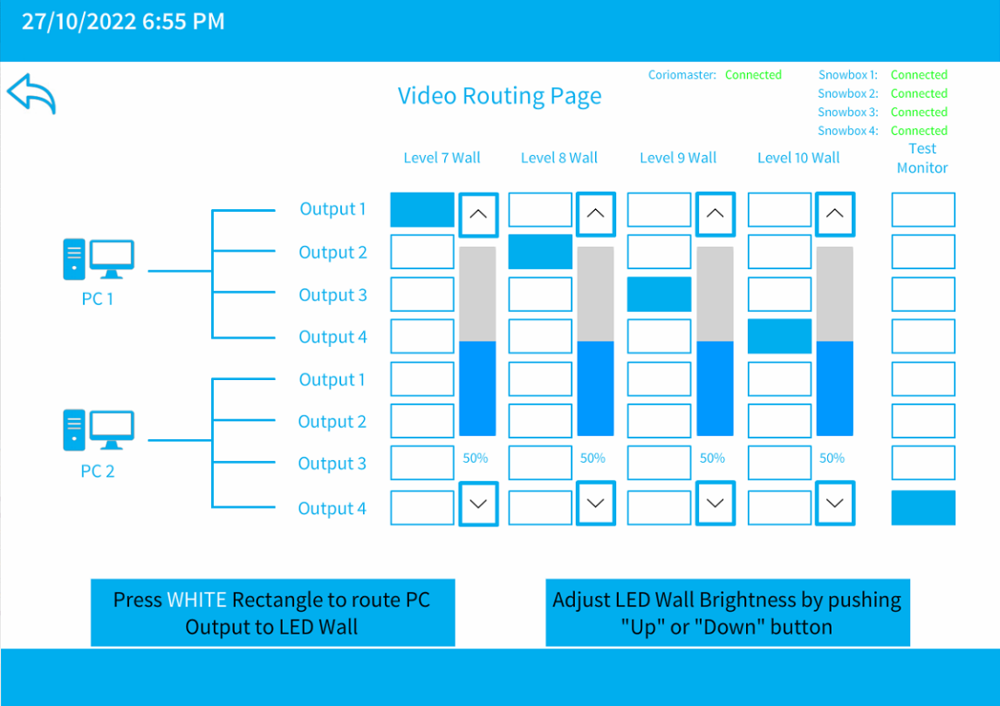 27/10/2022 6:55 PM
Coriomaster: Connected
Snowbox 1: Connected
Snowbox 2: Connected
Snowbox 3: Connected
Snowbox 4: Connected
Video Routing Page
Level 7 Wall
Level 8 Wall
Level 9 Wall
Level 10 Wall
Test
Monitor
PC 1
Output 1
Output 2
Output 3
Output 4
PC 2
Output 1
Output 2
Output 3
Output 4
50%
50%
50%
50%
Press WHITE Rectangle to route PC
Output to LED Wall
Adjust LED Wall Brightness by pushing
"Up" or "Down" button